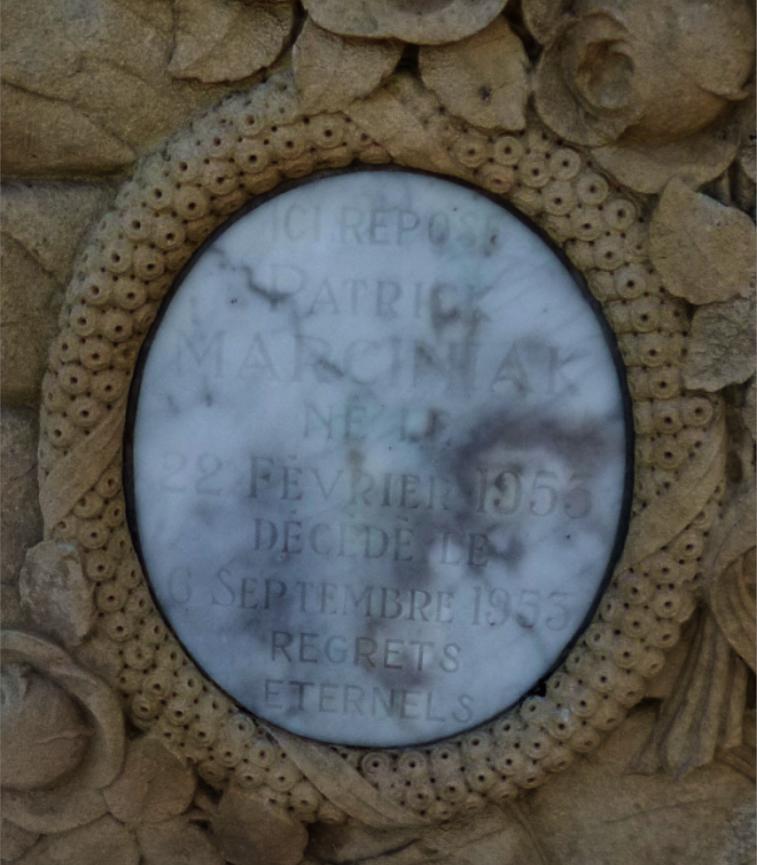 ICI REPOSE
PATRICK
MARCINIAK
NÉ LE
22 FÉVRIER 1953
DÉCÉDÉ LE
6 SEPTEMBRE 1953
REGRETS
ETERNELS